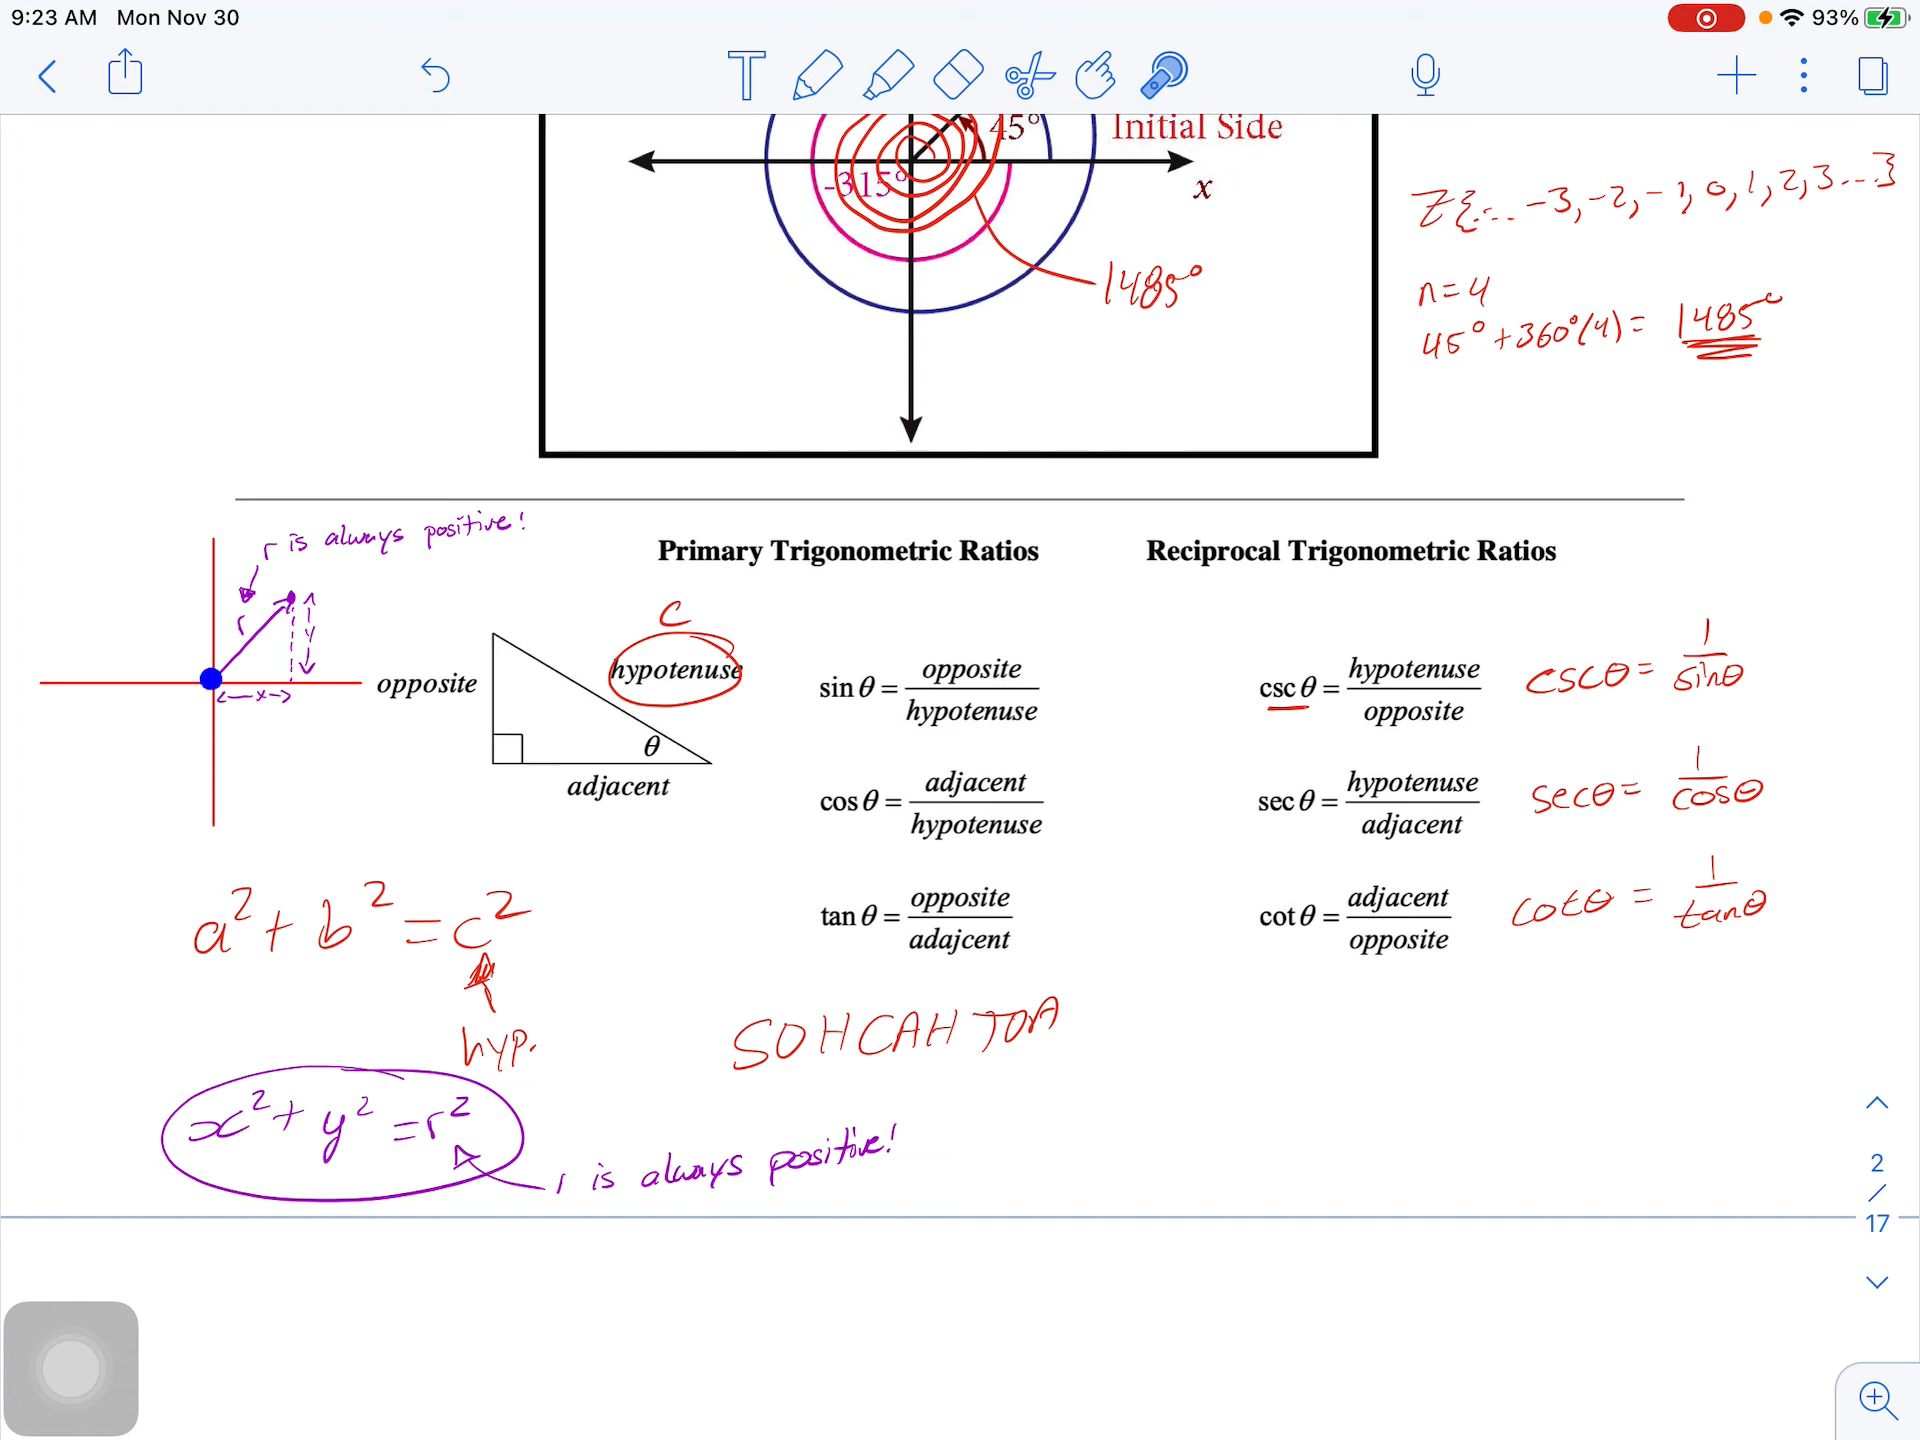 9:23 AM Mon Nov 30
93%
45°
Initial Side
-315°
x
Z{... -3, -2, -1, 0, 1, 2, 3...}
1485°
n=4
45° + 360°(4) = 1485°
r is always positive!
Primary Trigonometric Ratios
Reciprocal Trigonometric Ratios
r
y
x
C
opposite
hypotenuse
θ
adjacent
sin θ = opposite / hypotenuse
csc θ = hypotenuse / opposite
cscθ = 1 / sinθ
cos θ = adjacent / hypotenuse
sec θ = hypotenuse / adjacent
secθ = 1 / cosθ
tan θ = opposite / adajcent
cot θ = adjacent / opposite
cotθ = 1 / tanθ
a² + b² = c²
hyp.
SOHCAH TOA
x² + y² = r²
r is always positive!
2
/
17